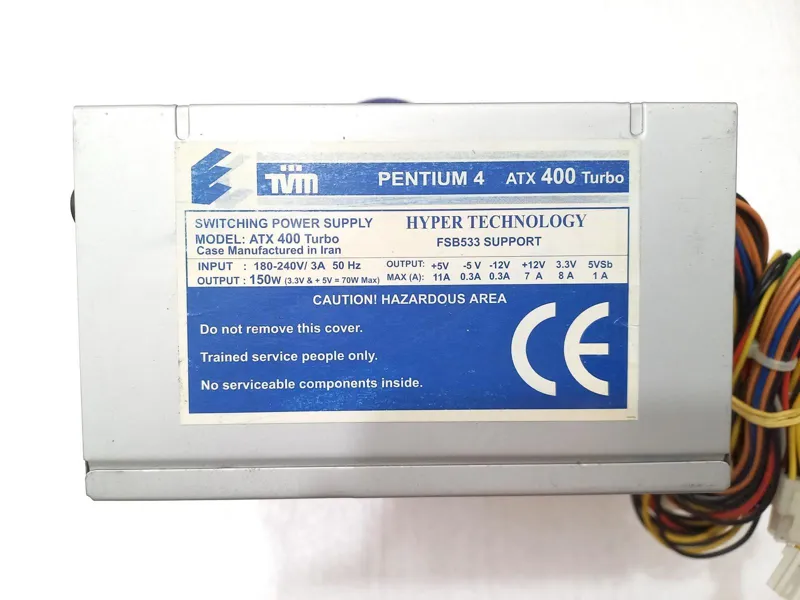 TVM
PENTIUM 4 ATX 400 Turbo
SWITCHING POWER SUPPLY
MODEL: ATX 400 Turbo
Case Manufactured in Iran
HYPER TECHNOLOGY
FSB533 SUPPORT
INPUT : 180-240V/ 3A 50 Hz
OUTPUT : 150W (3.3V & + 5V = 70W Max)
OUTPUT: +5V -5 V -12V +12V 3.3V 5VSb
MAX (A): 11A 0.3A 0.3A 7 A 8 A 1 A
CAUTION! HAZARDOUS AREA
Do not remove this cover.
Trained service people only.
No serviceable components inside.
CE